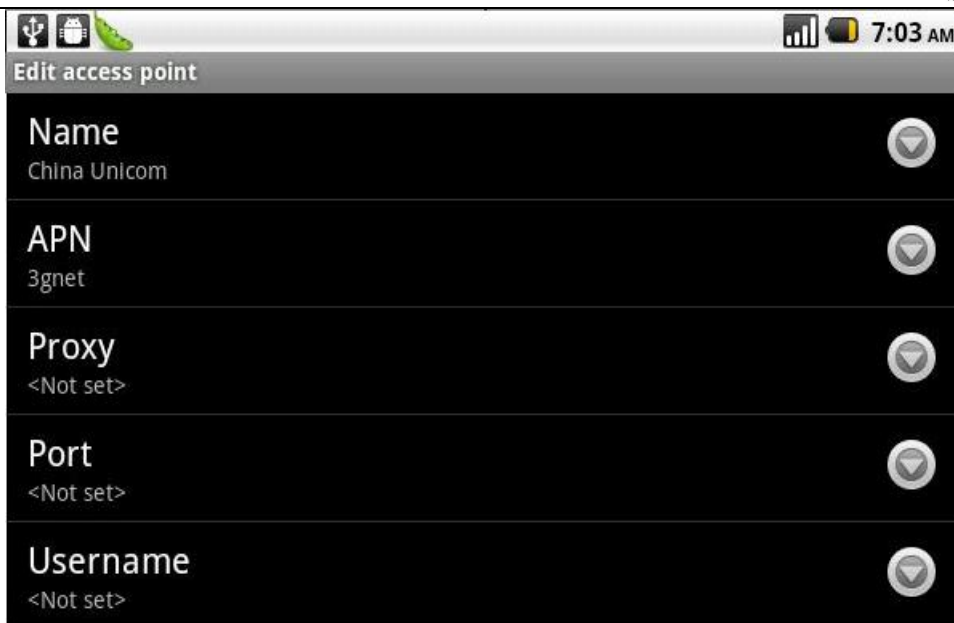 7:03 AM
Edit access point
Name
China Unicom
APN
3gnet
Proxy
<Not set>
Port
<Not set>
Username
<Not set>